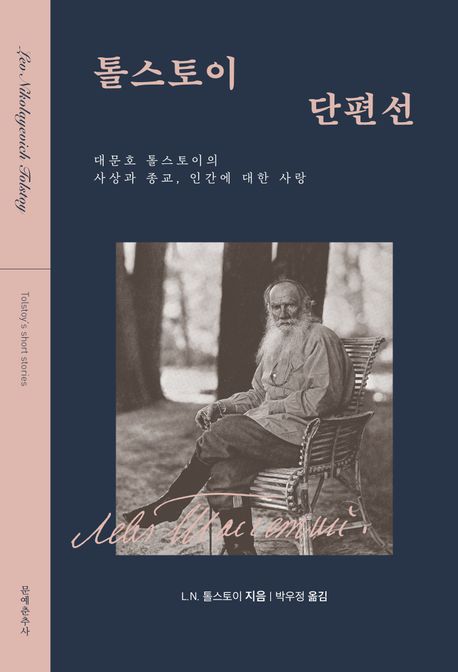 Lev Nikolayevich Tolstoy
Tolstoy's short stories
문예춘추사
톨스토이
단편선
대문호 톨스토이의
사상과 종교, 인간에 대한 사랑
Левъ Толстой.
L.N. 톨스토이 지음 | 박우정 옮김